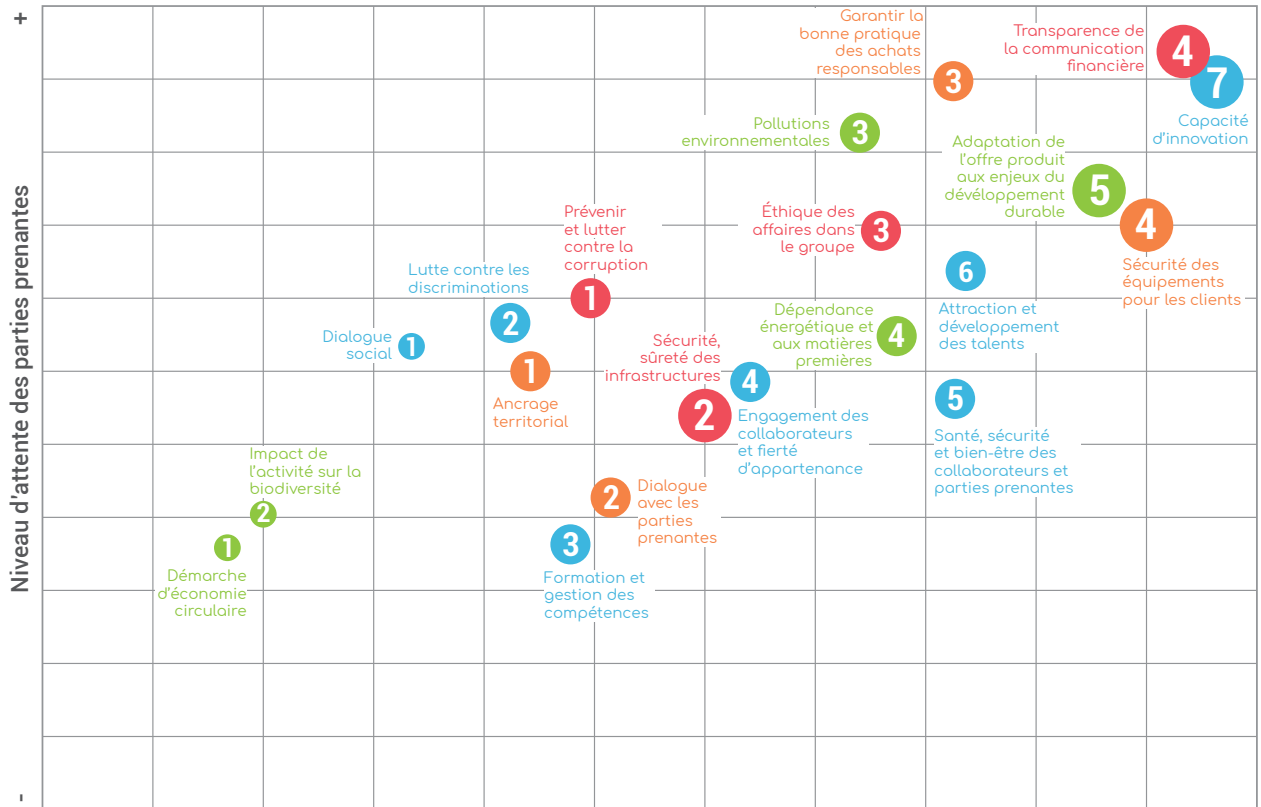 +
Niveau d'attente des parties prenantes
-
Garantir la
bonne pratique
des achats
responsables
3
Transparence de
la communication
financière
4
7
Capacité
d'innovation
Pollutions
environnementales
3
Adaptation de
l'offre produit
aux enjeux du
dévéloppement
durable
5
4
Sécurité des
équipements
pour les clients
Prévenir
et lutter
contre la
corruption
1
Éthique des
affaires dans
le groupe
3
Lutte contre les
discriminations
2
6
Attraction et
développement
des talents
Dialogue
social
1
1
Ancrage
territorial
Dépendance
énergétique et
aux matières
premières
4
Sécurité,
sûreté des
infrastructures
2
4
Engagement des
collaborateurs
et fierté
d'appartenance
5
Santé, sécurité
et bien-être des
collaborateurs et
parties prenantes
Impact de
l'activité sur la
biodiversité
2
2
Dialogue
avec les
parties
prenantes
1
Démarche
d'économie
circulaire
3
Formation et
gestion des
compétences